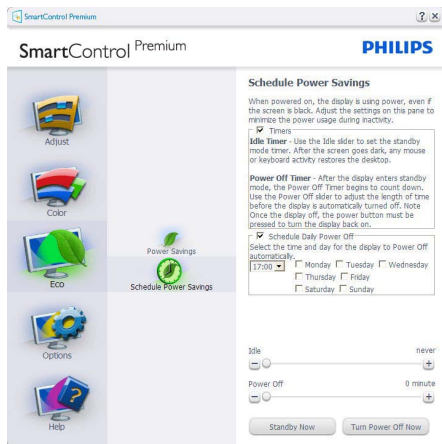 SmartControl Premium
? ×
SmartControl Premium
PHILIPS
Adjust
Color
Eco
Options
Help
Power Savings
Schedule Power Savings
Schedule Power Savings
When powered on, the display is using power, even if
the screen is black. Adjust the settings on this pane to
minimize the power usage during inactivity.
Timers
Idle Timer - Use the Idle slider to set the standby
mode timer. After the screen goes dark, any mouse
or keyboard activity restores the desktop.
Power Off Timer - After the display enters standby
mode, the Power Off Timer begins to count down.
Use the Power Off slider to adjust the length of time
before the display is automatically turned off. Note
Once the display off, the power button must be
pressed to turn the display back on.
Schedule Daily Power Off
Select the time and day for the display to Power Off
automatically.
17:00 Monday Tuesday Wednesday
Thursday Friday
Saturday Sunday
Idle never
Power Off 0 minute
Standby Now Turn Power Off Now